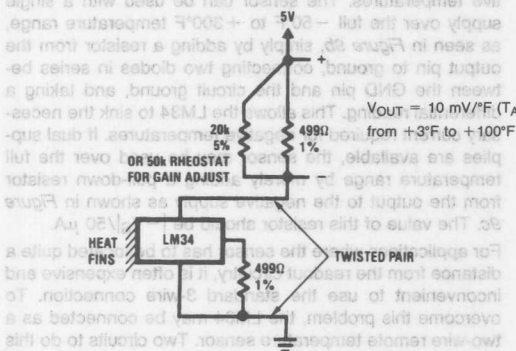 tive temperatures. The sensor can be used with a single
supply over the full −50°F to +300°F temperature range,
as seen in Figure 9b, simply by adding a resistor from the
output pin to ground, connecting two diodes in series be-
tween the GND pin and the circuit ground, and taking a
differential reading. This allows the LM34 to sink the neces-
sary current required for negative temperatures. If dual sup-
plies are available, the sensor may be used over the full
temperature range by merely adding a pull-down resistor
from the output to the negative supply as shown in Figure
9c. The value of this resistor should be /50 μA.
For applications where the sensor has to be located quite a
distance from the readout circuitry, it is often expensive and
inconvenient to use the standard 3-wire connection. To
overcome this problem, the LM34 may be connected as a
two-wire remote temperature sensor. Two circuits to do this
5V
+
20k
5%
499Ω
1%
OR 50k RHEOSTAT
FOR GAIN ADJUST
−
VOUT = 10 mV/°F (TA
from +3°F to +100°F
HEAT
FINS
LM34
499Ω
1%
TWISTED PAIR